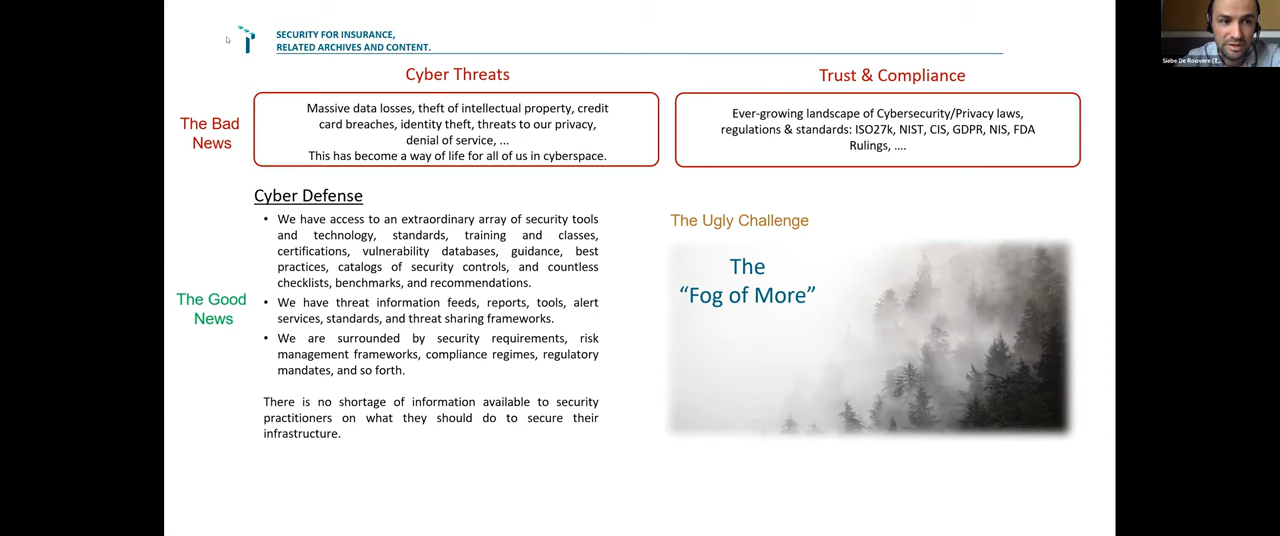 SECURITY FOR INSURANCE,
RELATED ARCHIVES AND CONTENT.
Cyber Threats
Trust & Compliance
The Bad
News
Massive data losses, theft of intellectual property, credit
card breaches, identity theft, threats to our privacy,
denial of service, ...
This has become a way of life for all of us in cyberspace.
Ever-growing landscape of Cybersecurity/Privacy laws,
regulations & standards: ISO27k, NIST, CIS, GDPR, NIS, FDA
Rulings, ....
Cyber Defense
• We have access to an extraordinary array of security tools
and technology, standards, training and classes,
certifications, vulnerability databases, guidance, best
practices, catalogs of security controls, and countless
checklists, benchmarks, and recommendations.
• We have threat information feeds, reports, tools, alert
services, standards, and threat sharing frameworks.
• We are surrounded by security requirements, risk
management frameworks, compliance regimes, regulatory
mandates, and so forth.
There is no shortage of information available to security
practitioners on what they should do to secure their
infrastructure.
The Good
News
The Ugly Challenge
The
“Fog of More”
Siebe De Roovere (T...